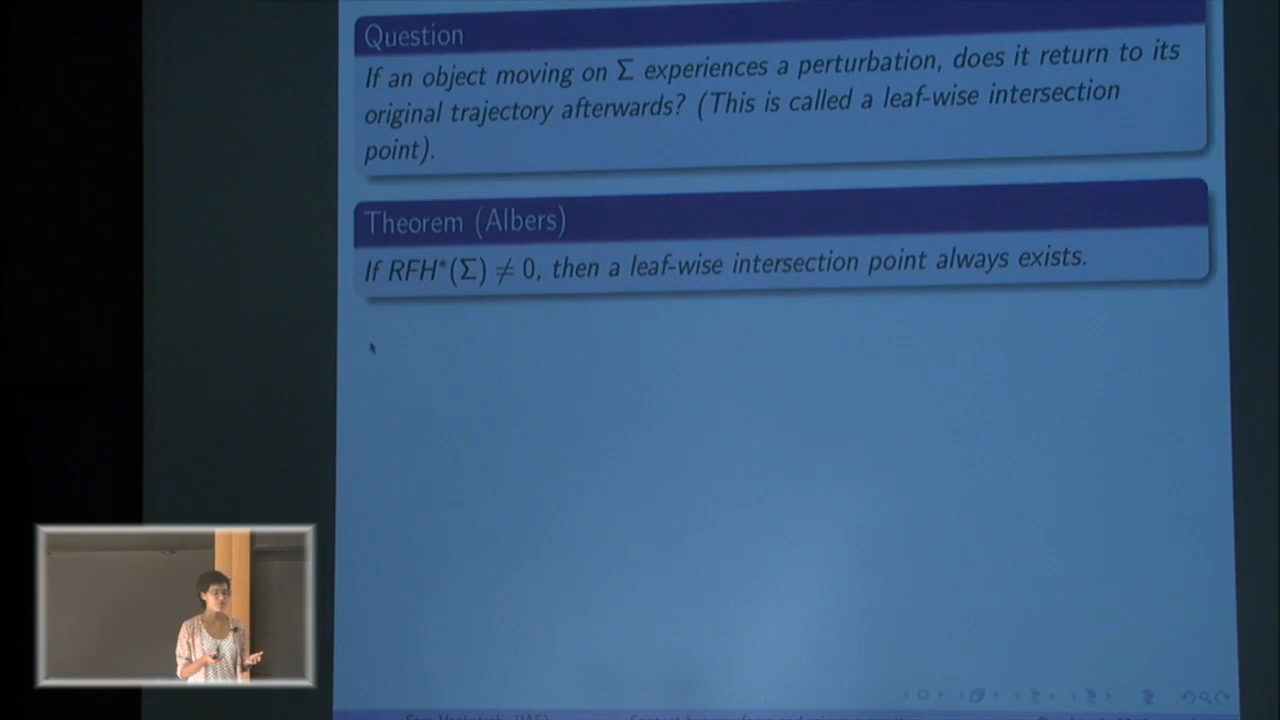 Question
If an object moving on Σ experiences a perturbation, does it return to its
original trajectory afterwards? (This is called a leaf-wise intersection
point).
Theorem (Albers)
If RFH*(Σ) ≠ 0, then a leaf-wise intersection point always exists.